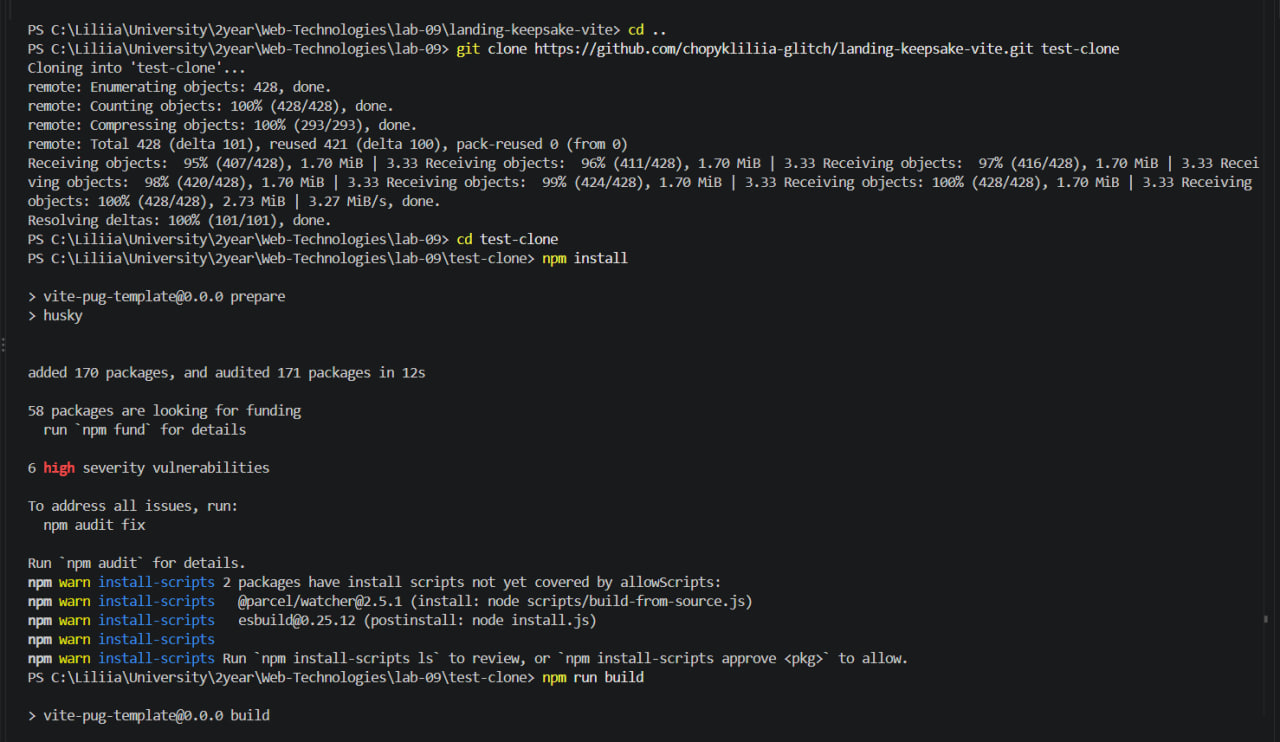 PS C:\Liliia\University\2year\Web-Technologies\lab-09\landing-keepsake-vite> cd ..
PS C:\Liliia\University\2year\Web-Technologies\lab-09> git clone https://github.com/chopykliliia-glitch/landing-keepsake-vite.git test-clone
Cloning into 'test-clone'...
remote: Enumerating objects: 428, done.
remote: Counting objects: 100% (428/428), done.
remote: Compressing objects: 100% (293/293), done.
remote: Total 428 (delta 101), reused 421 (delta 100), pack-reused 0 (from 0)
Receiving objects:  95% (407/428), 1.70 MiB | 3.33 Receiving objects:  96% (411/428), 1.70 MiB | 3.33 Receiving objects:  97% (416/428), 1.70 MiB | 3.33 Recei
ving objects:  98% (420/428), 1.70 MiB | 3.33 Receiving objects:  99% (424/428), 1.70 MiB | 3.33 Receiving objects: 100% (428/428), 1.70 MiB | 3.33 Receiving
objects: 100% (428/428), 2.73 MiB | 3.27 MiB/s, done.
Resolving deltas: 100% (101/101), done.
PS C:\Liliia\University\2year\Web-Technologies\lab-09> cd test-clone
PS C:\Liliia\University\2year\Web-Technologies\lab-09\test-clone> npm install
> vite-pug-template@0.0.0 prepare
> husky
added 170 packages, and audited 171 packages in 12s
58 packages are looking for funding
  run `npm fund` for details
6 high severity vulnerabilities
To address all issues, run:
  npm audit fix
Run `npm audit` for details.
npm warn install-scripts 2 packages have install scripts not yet covered by allowScripts:
npm warn install-scripts   @parcel/watcher@2.5.1 (install: node scripts/build-from-source.js)
npm warn install-scripts   esbuild@0.25.12 (postinstall: node install.js)
npm warn install-scripts
npm warn install-scripts Run `npm install-scripts ls` to review, or `npm install-scripts approve <pkg>` to allow.
PS C:\Liliia\University\2year\Web-Technologies\lab-09\test-clone> npm run build
> vite-pug-template@0.0.0 build